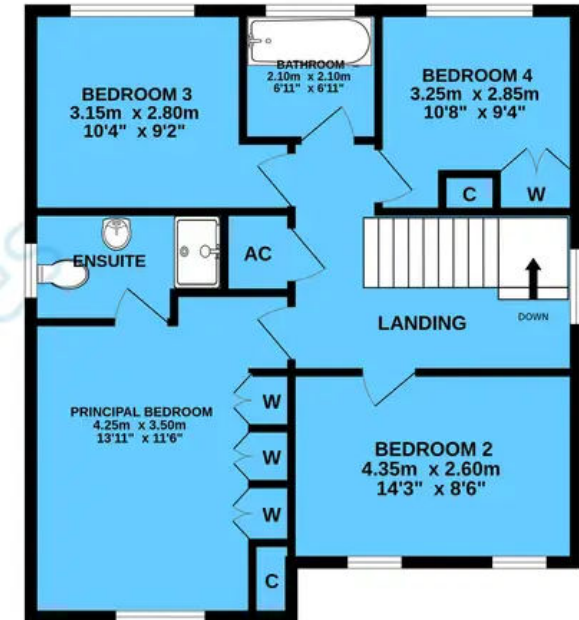 BEDROOM 3
3.15m x 2.80m
10'4" x 9'2"
BATHROOM
2.10m x 2.10m
6'11" x 6'11"
BEDROOM 4
3.25m x 2.85m
10'8" x 9'4"
C
W
ENSUITE
AC
LANDING
DOWN
PRINCIPAL BEDROOM
4.25m x 3.50m
13'11" x 11'6"
W
W
W
C
BEDROOM 2
4.35m x 2.60m
14'3" x 8'6"